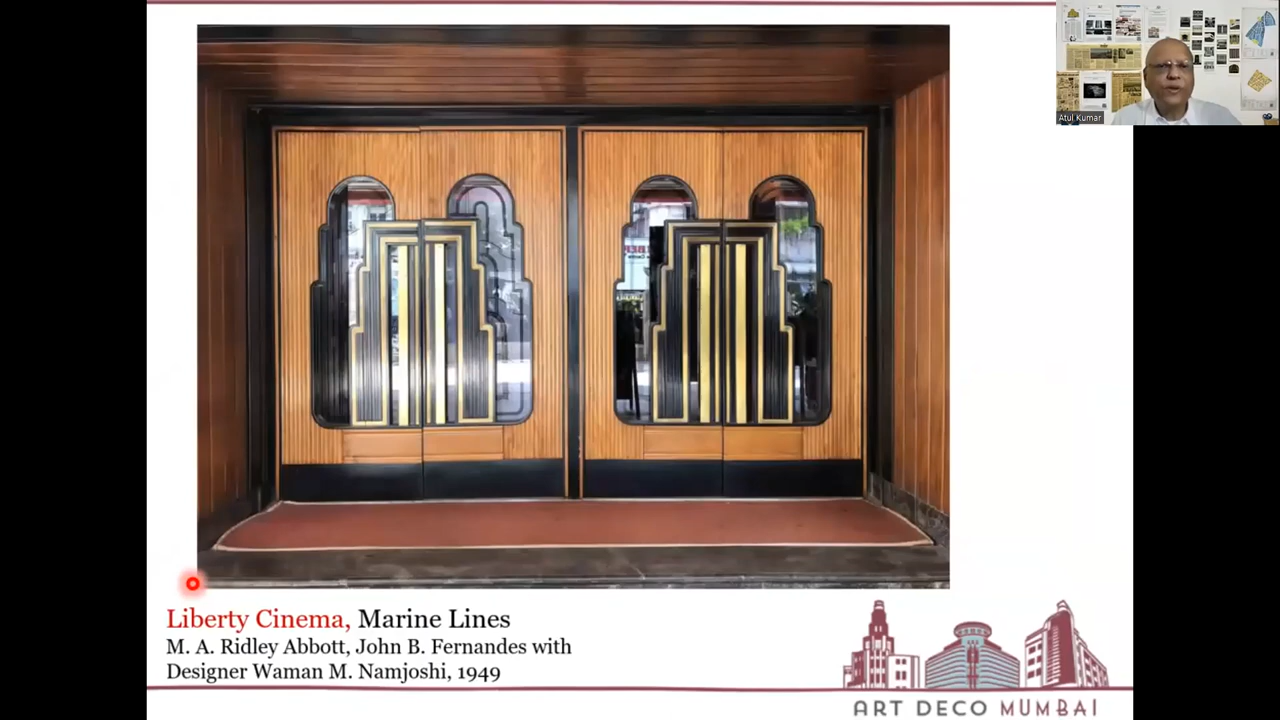 Atul Kumar
Liberty Cinema, Marine Lines
M. A. Ridley Abbott, John B. Fernandes with
Designer Waman M. Namjoshi, 1949
ART DECO MUMBAI